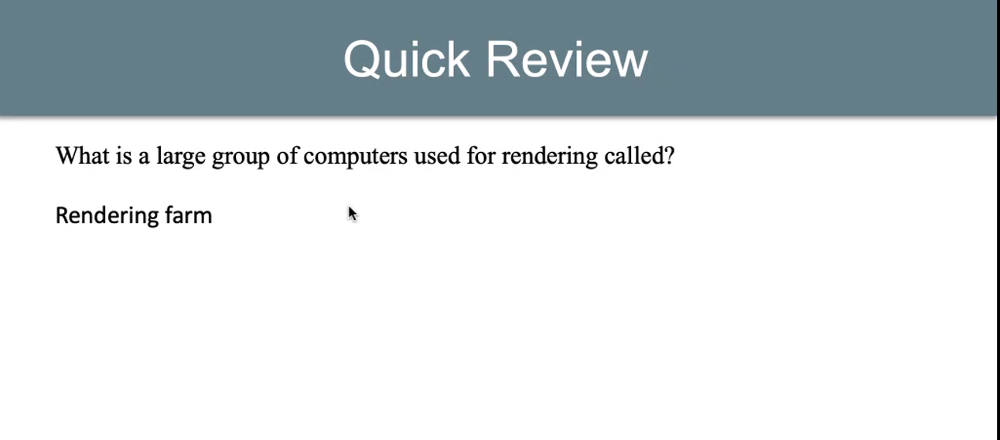 Quick Review
What is a large group of computers used for rendering called?
Rendering farm